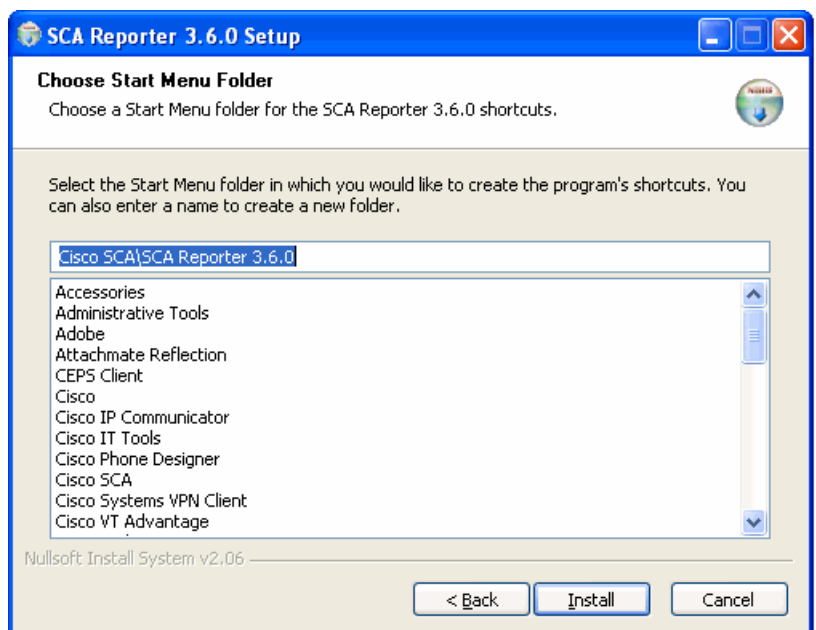 SCA Reporter 3.6.0 Setup
Choose Start Menu Folder
Choose a Start Menu folder for the SCA Reporter 3.6.0 shortcuts.
Select the Start Menu folder in which you would like to create the program's shortcuts. You
can also enter a name to create a new folder.
Cisco SCA\SCA Reporter 3.6.0
Accessories
Administrative Tools
Adobe
Attachmate Reflection
CEPS Client
Cisco
Cisco IP Communicator
Cisco IT Tools
Cisco Phone Designer
Cisco SCA
Cisco Systems VPN Client
Cisco VT Advantage
Nullsoft Install System v2.06
< Back
Install
Cancel